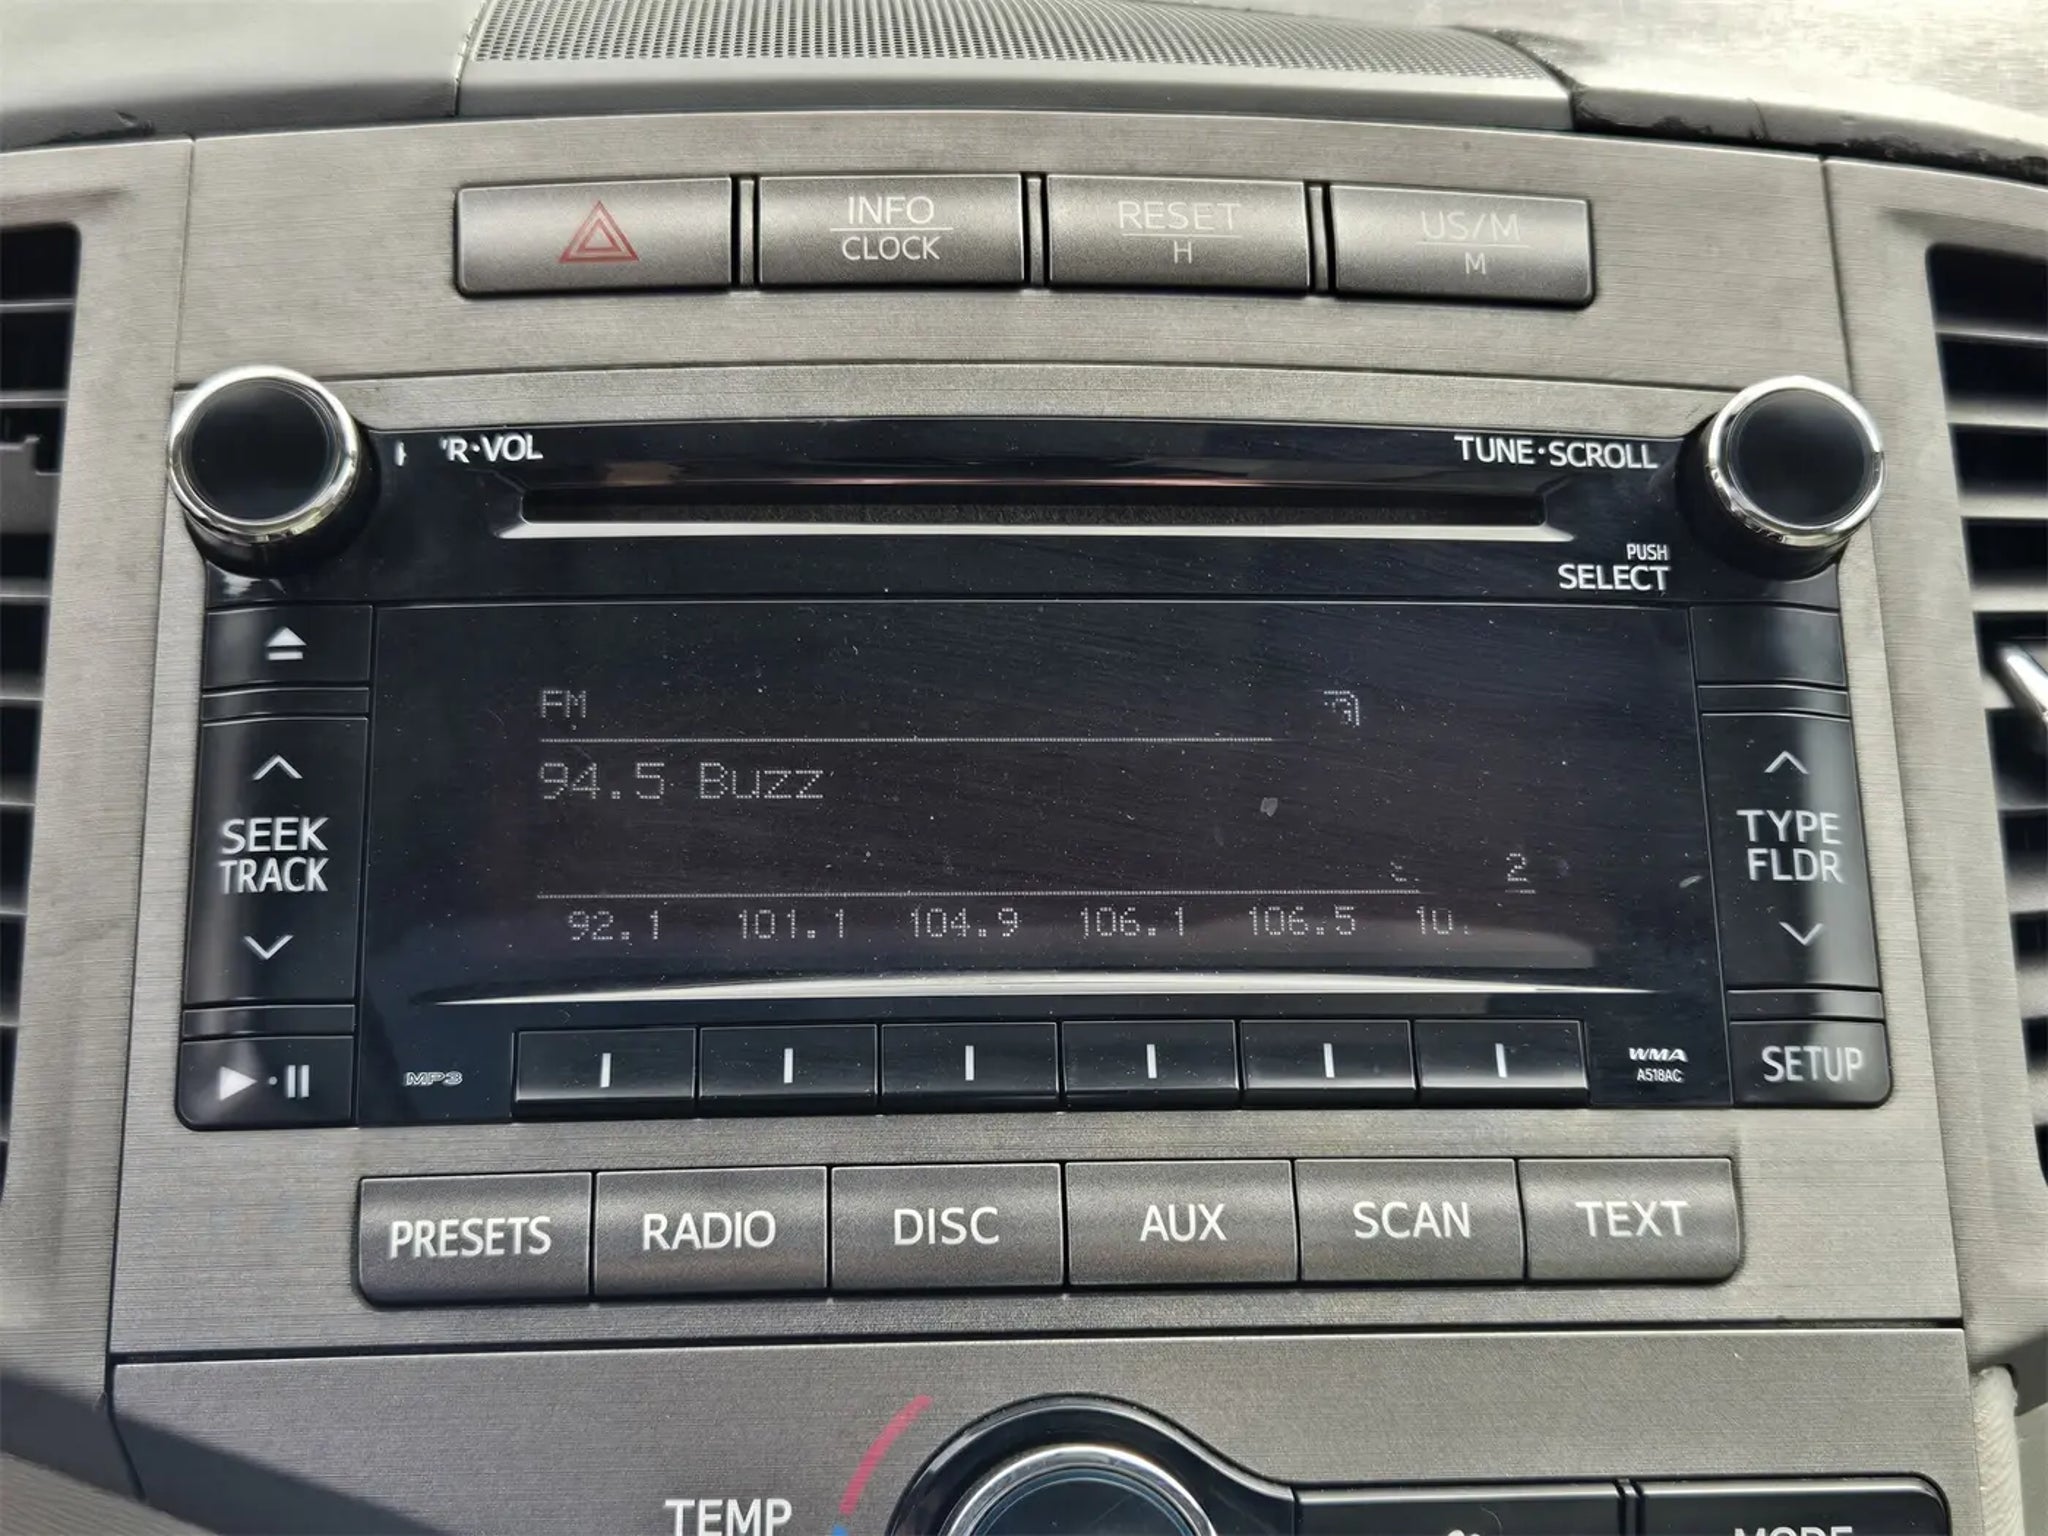 INFO
CLOCK
RESET
H
US/M
M
VOL
TUNE·SCROLL
PUSH
SELECT
FM
94.5 Buzz
2
92.1 101.1 104.9 106.1 106.5
SEEK
TRACK
TYPE
FLDR
MP3
WMA
A518AC
SETUP
PRESETS RADIO DISC AUX SCAN TEXT
TEMP
MODE